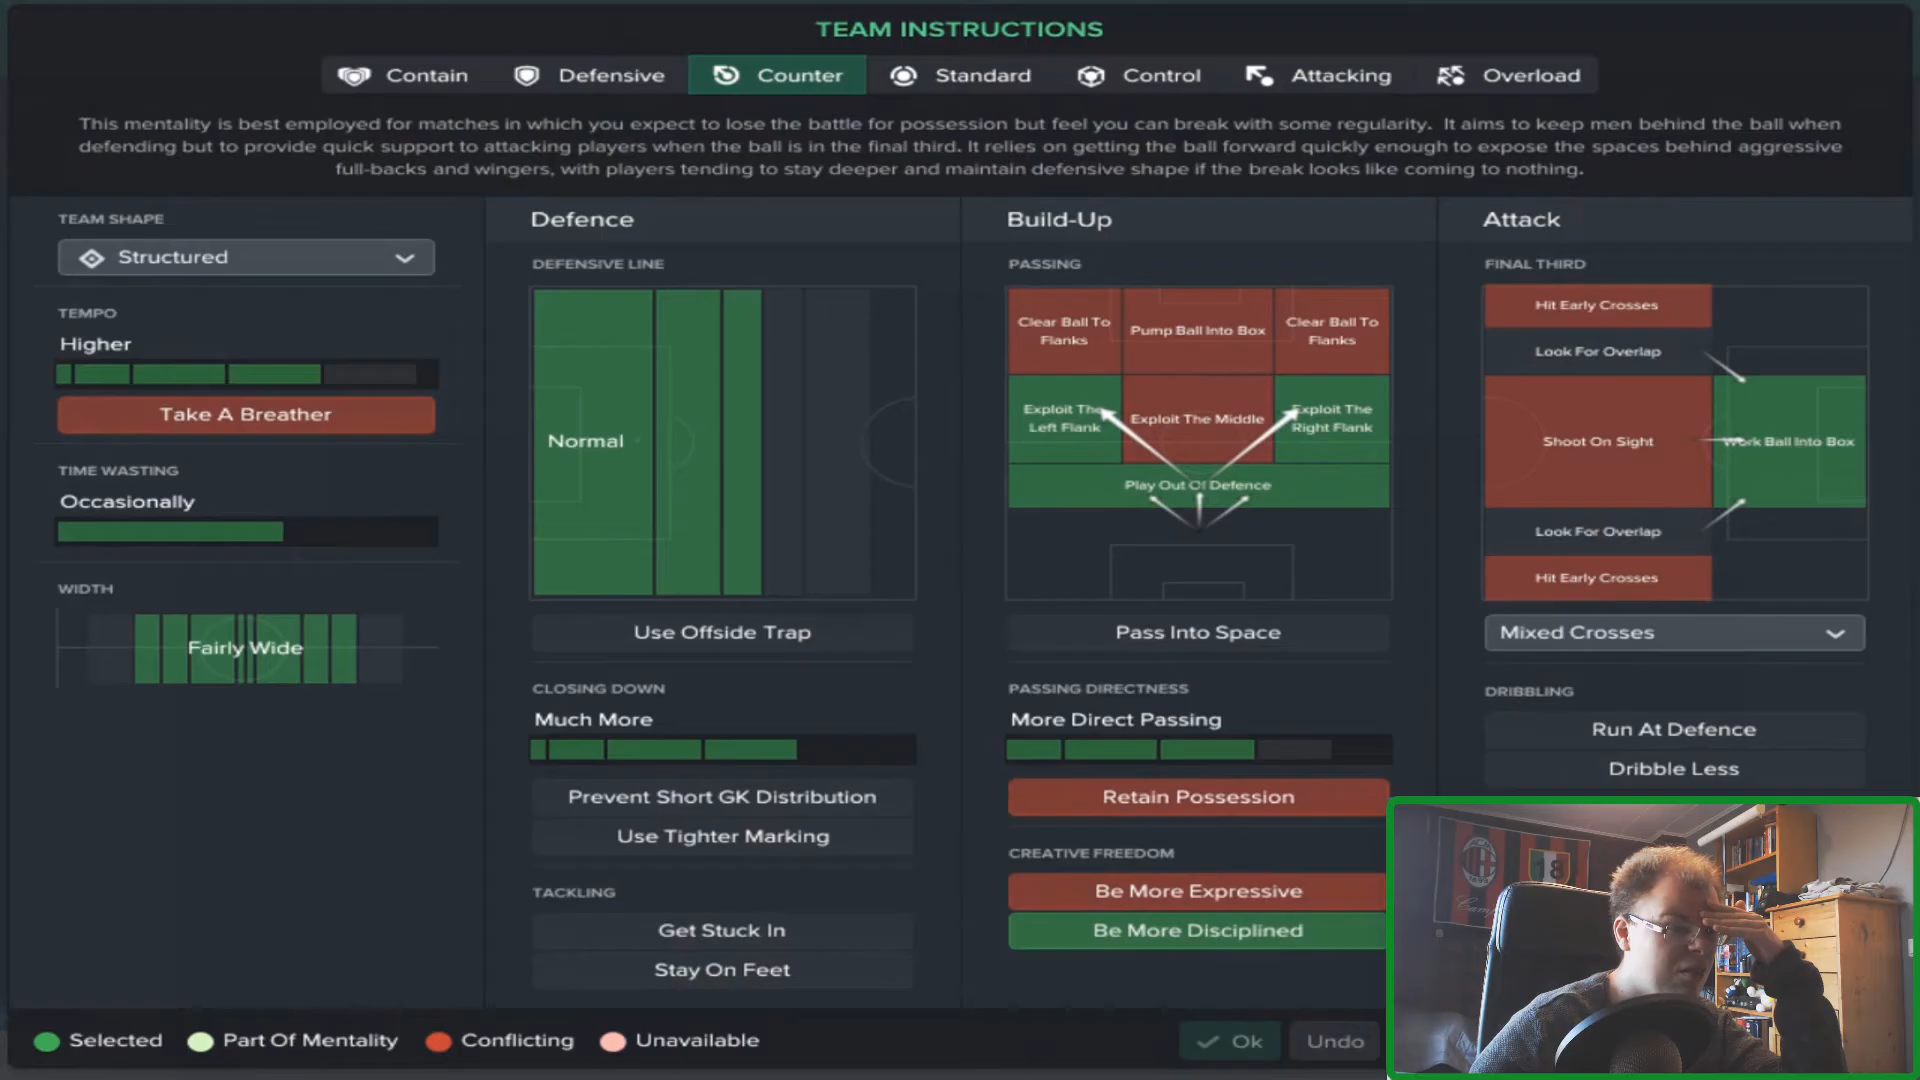 TEAM INSTRUCTIONS
Contain
Defensive
Counter
Standard
Control
Attacking
Overload
This mentality is best employed for matches in which you expect to lose the battle for possession but feel you can break with some regularity. It aims to keep men behind the ball when
defending but to provide quick support to attacking players when the ball is in the final third. It relies on getting the ball forward quickly enough to expose the spaces behind aggressive
full-backs and wingers, with players tending to stay deeper and maintain defensive shape if the break looks like coming to nothing.
TEAM SHAPE
Structured
TEMPO
Higher
Take A Breather
TIME WASTING
Occasionally
WIDTH
Fairly Wide
Defence
DEFENSIVE LINE
Normal
Use Offside Trap
CLOSING DOWN
Much More
Prevent Short GK Distribution
Use Tighter Marking
TACKLING
Get Stuck In
Stay On Feet
Build-Up
PASSING
Clear Ball To
Flanks
Pump Ball Into Box
Clear Ball To
Flanks
Exploit The
Left Flank
Exploit The Middle
Exploit The
Right Flank
Play Out Of Defence
Pass Into Space
PASSING DIRECTNESS
More Direct Passing
Retain Possession
CREATIVE FREEDOM
Be More Expressive
Be More Disciplined
Attack
FINAL THIRD
Hit Early Crosses
Look For Overlap
Shoot On Sight
Work Ball Into Box
Look For Overlap
Hit Early Crosses
Mixed Crosses
DRIBBLING
Run At Defence
Dribble Less
Selected
Part Of Mentality
Conflicting
Unavailable
Ok
Undo
18